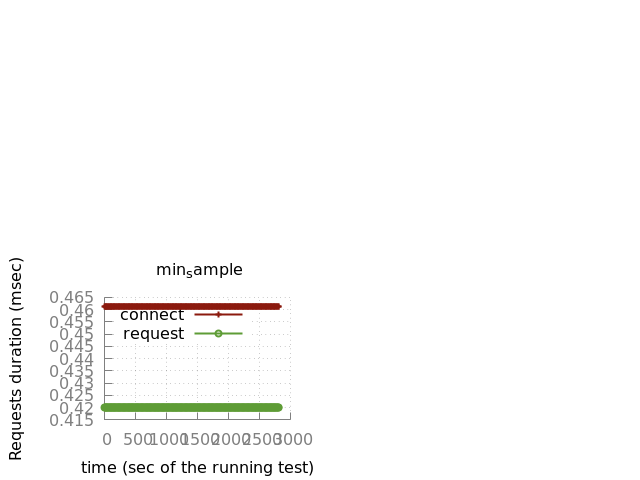 minsample
Requests duration (msec)
0.465
0.46
0.455
0.45
0.445
0.44
0.435
0.43
0.425
0.42
0.415
connect
request
0 500 1000 1500 2000 2500 3000
time (sec of the running test)